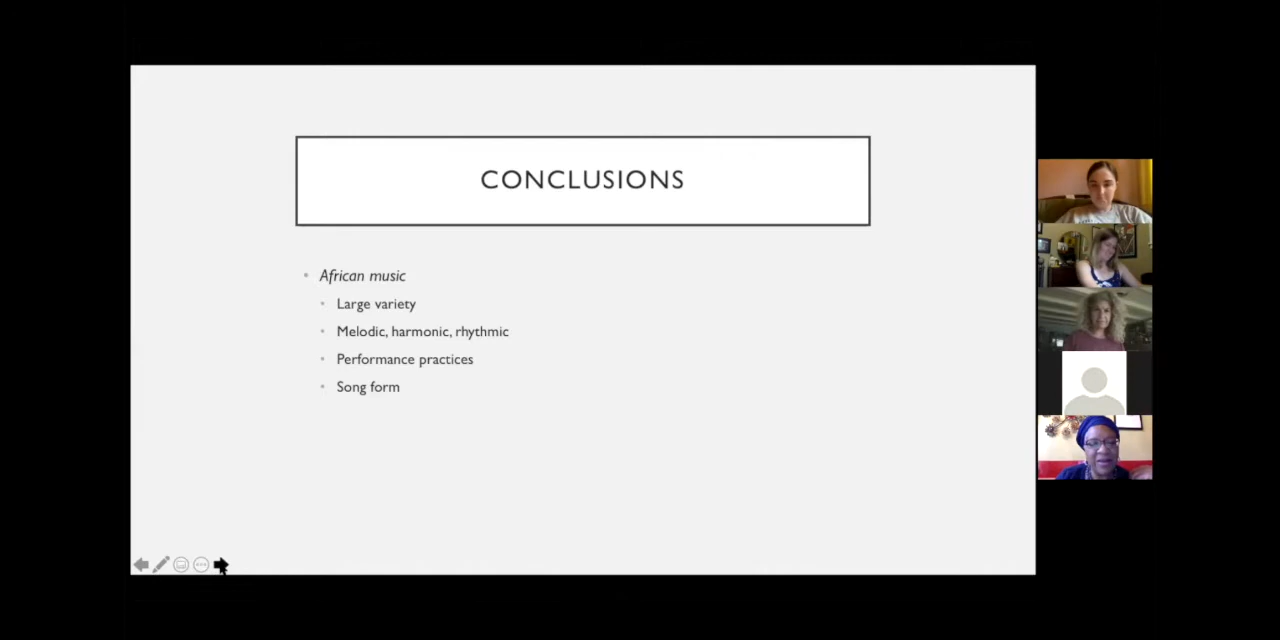 CONCLUSIONS
African music
Large variety
Melodic, harmonic, rhythmic
Performance practices
Song form